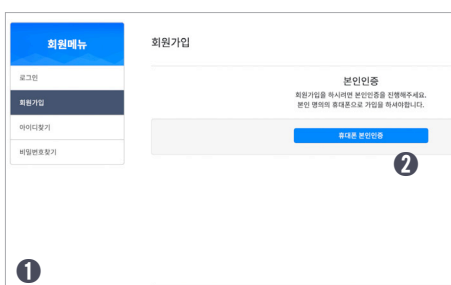 회원메뉴
로그인
회원가입
아이디찾기
비밀번호찾기
회원가입
본인인증
회원가입을 하시려면 본인인증을 진행해주세요.
본인 명의의 휴대폰으로 가입을 하셔야합니다.
휴대폰 본인인증
❷
❶